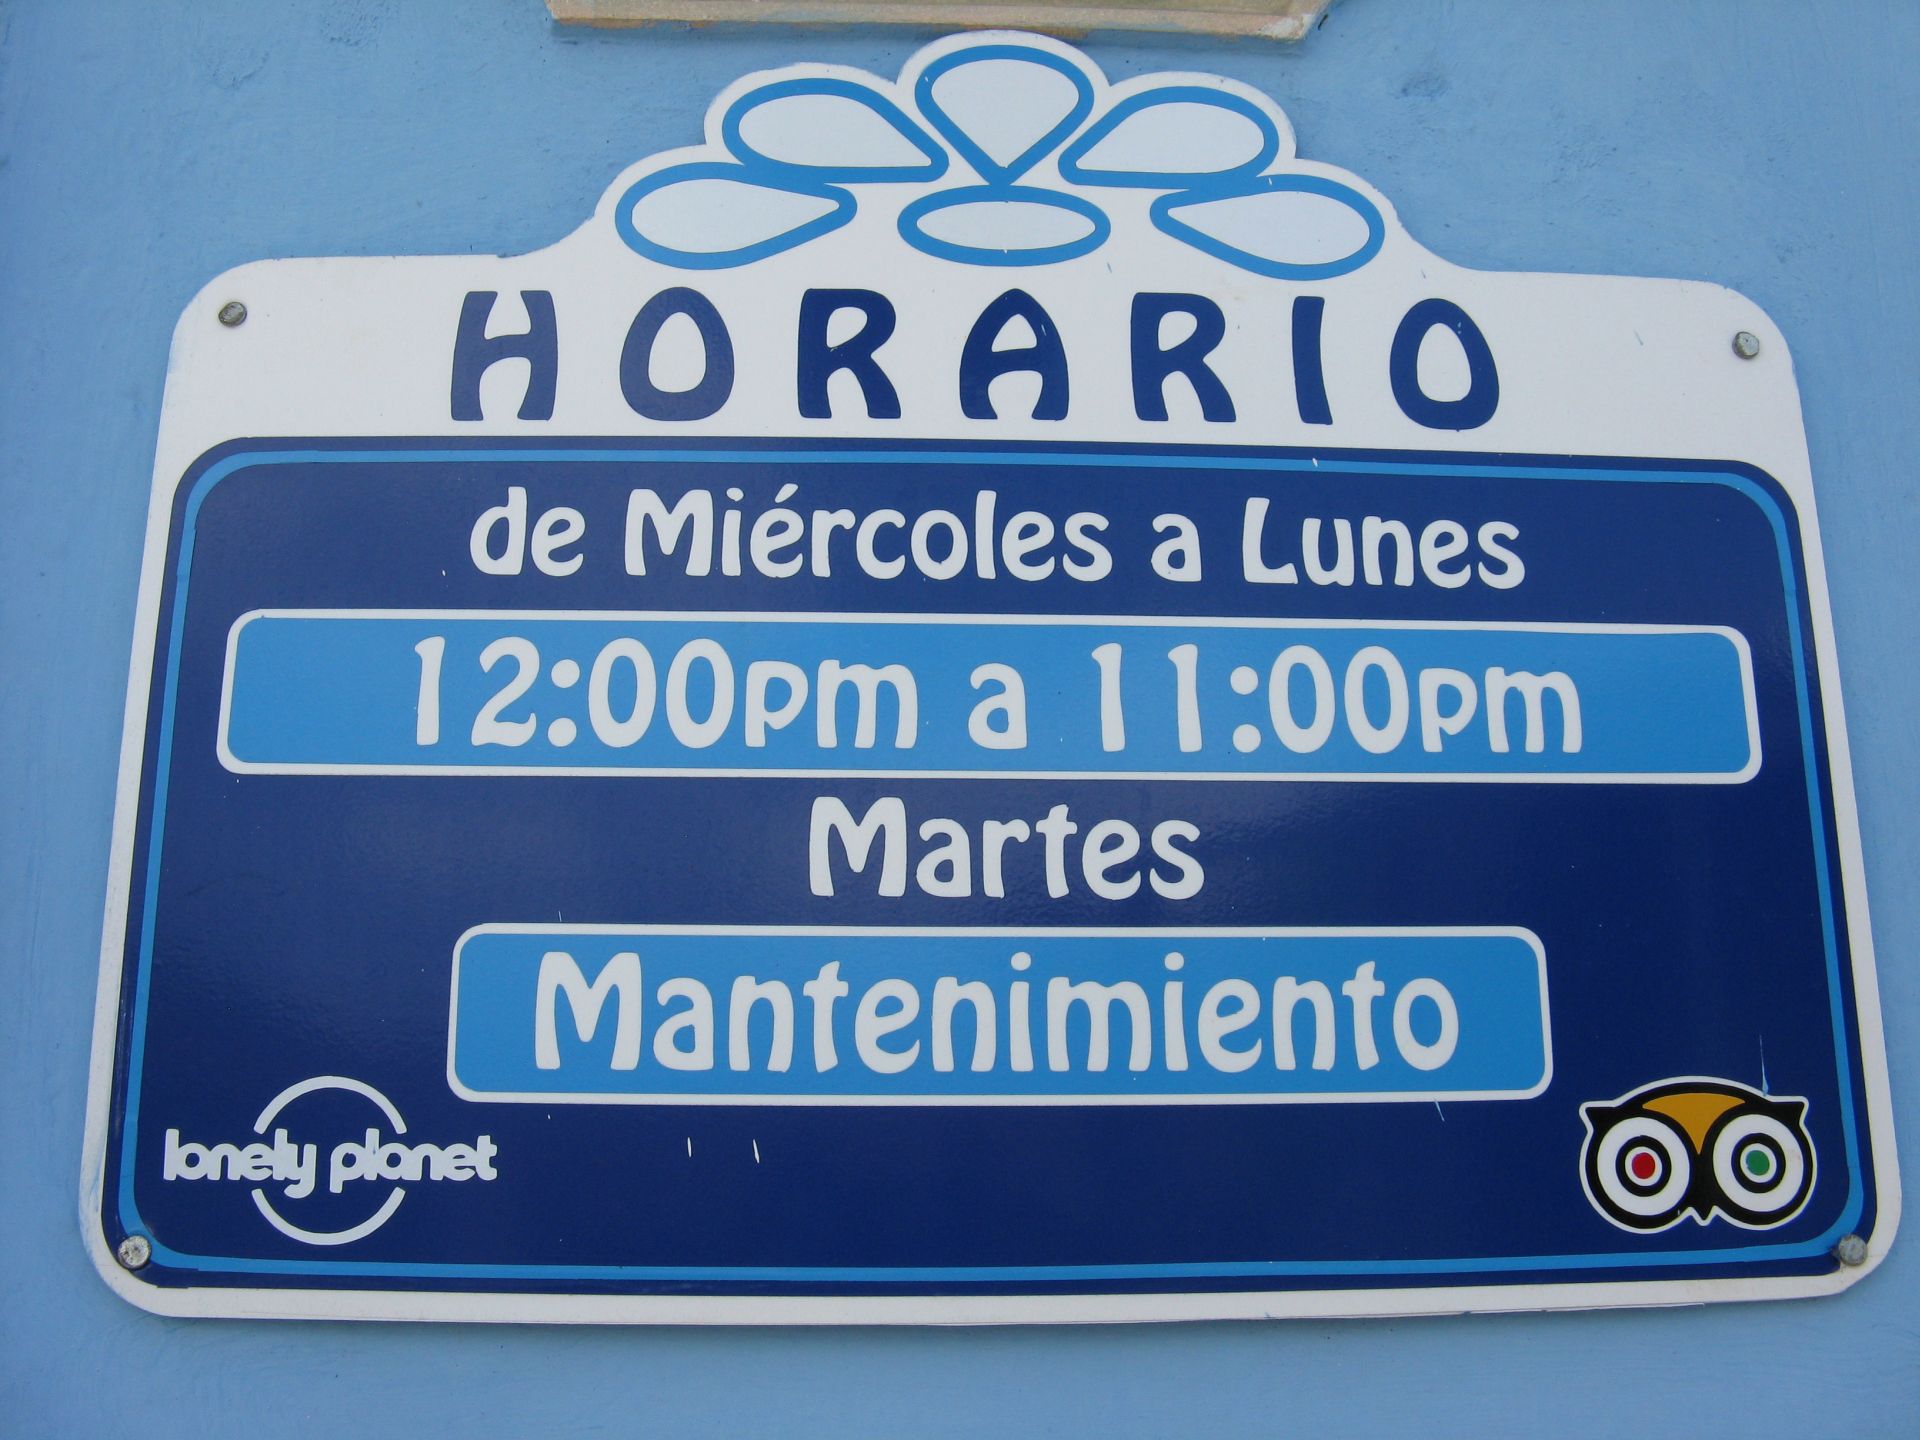 HORARIO
de Miércoles a Lunes
12:00pm a 11:00pm
Martes
Mantenimiento
lonely planet